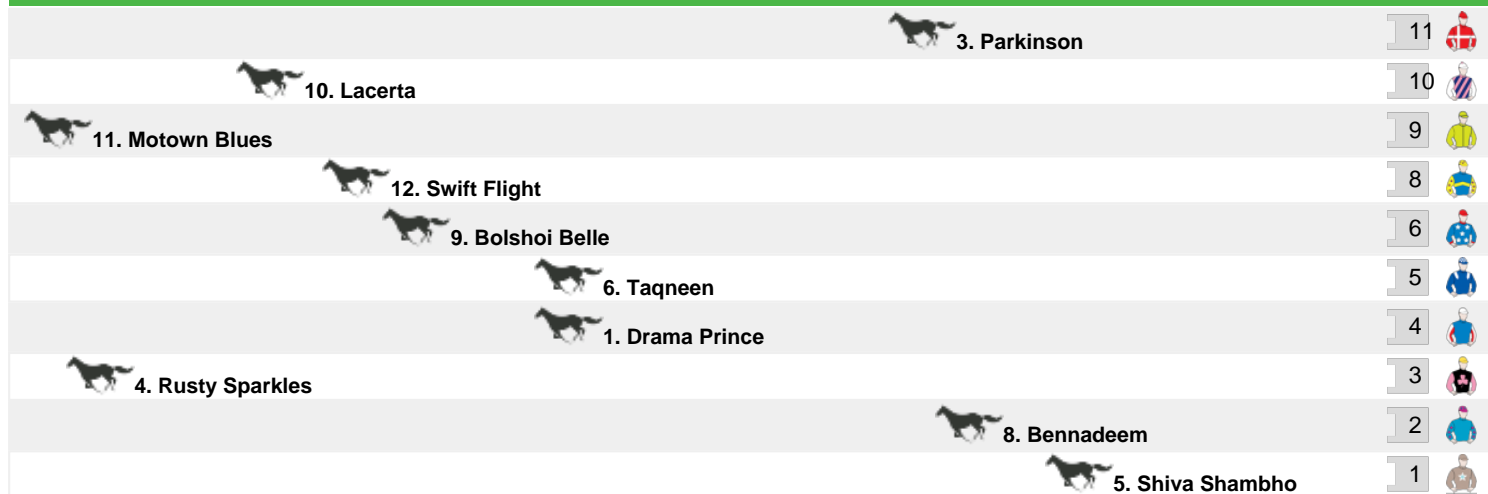 3. Parkinson 11
10. Lacerta 10
11. Motown Blues 9
12. Swift Flight 8
9. Bolshoi Belle 6
6. Taqneen 5
1. Drama Prince 4
4. Rusty Sparkles 3
8. Bennadeem 2
5. Shiva Shambho 1